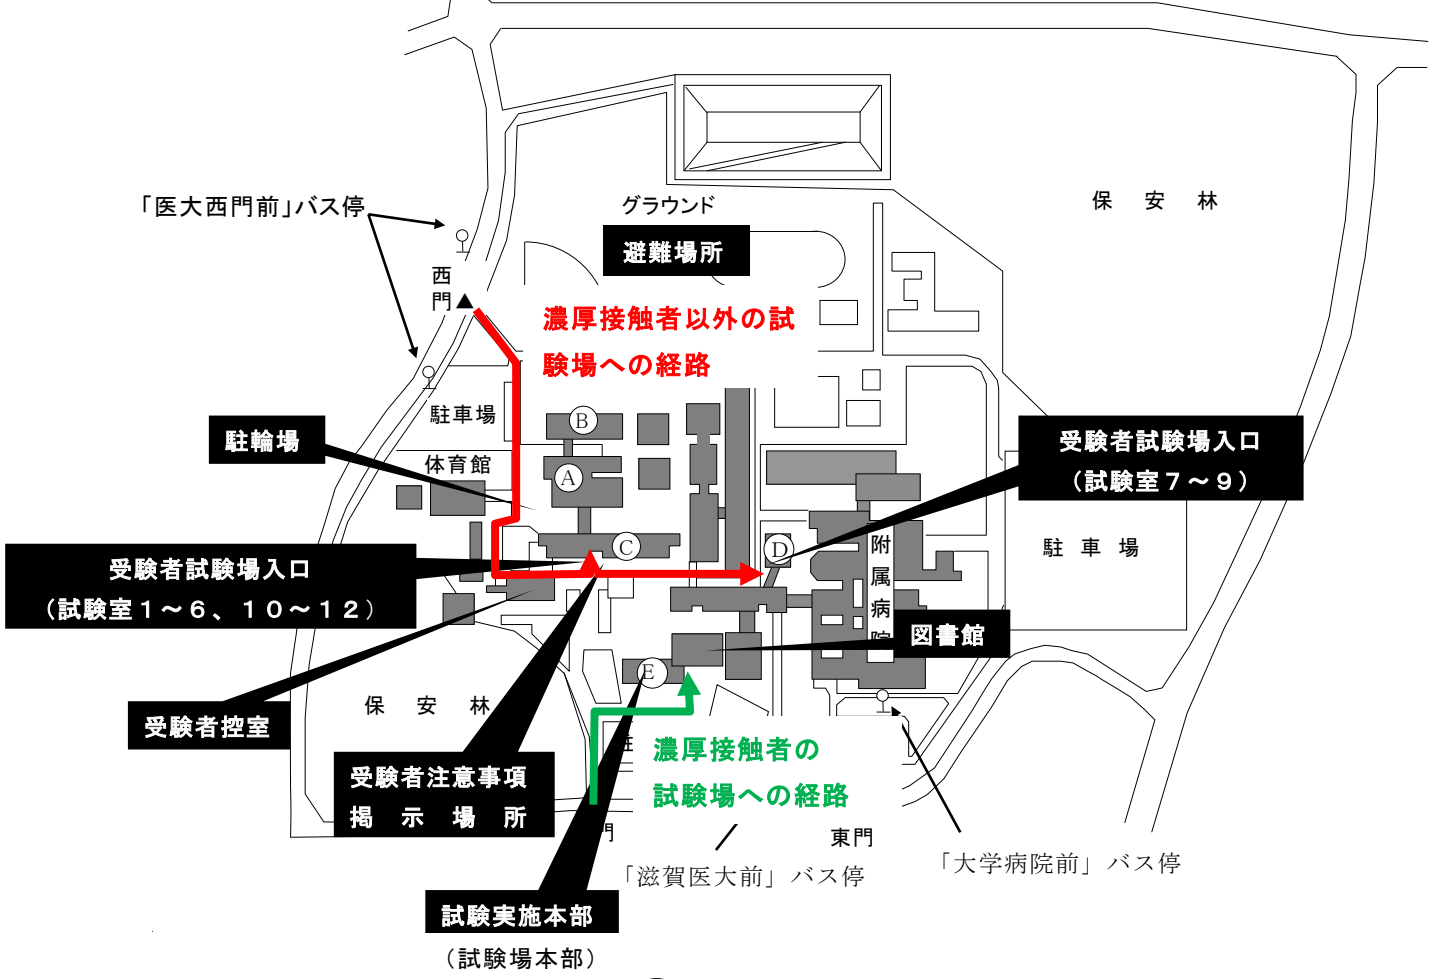 保 安 林
「医大西門前」バス停
グラウンド
避難場所
西
門
濃厚接触者以外の試
験場への経路
駐車場
B
駐輪場
体育館
A
受験者試験場入口
(試験室7～9)
C
D
附
属
病
院
駐 車 場
受験者試験場入口
(試験室1～6、10～12)
図書館
E
保 安 林
受験者控室
濃厚接触者の
試験場への経路
受験者注意事項
掲 示 場 所
門
東門
「滋賀医大前」バス停
「大学病院前」バス停
試験実施本部
(試験場本部)